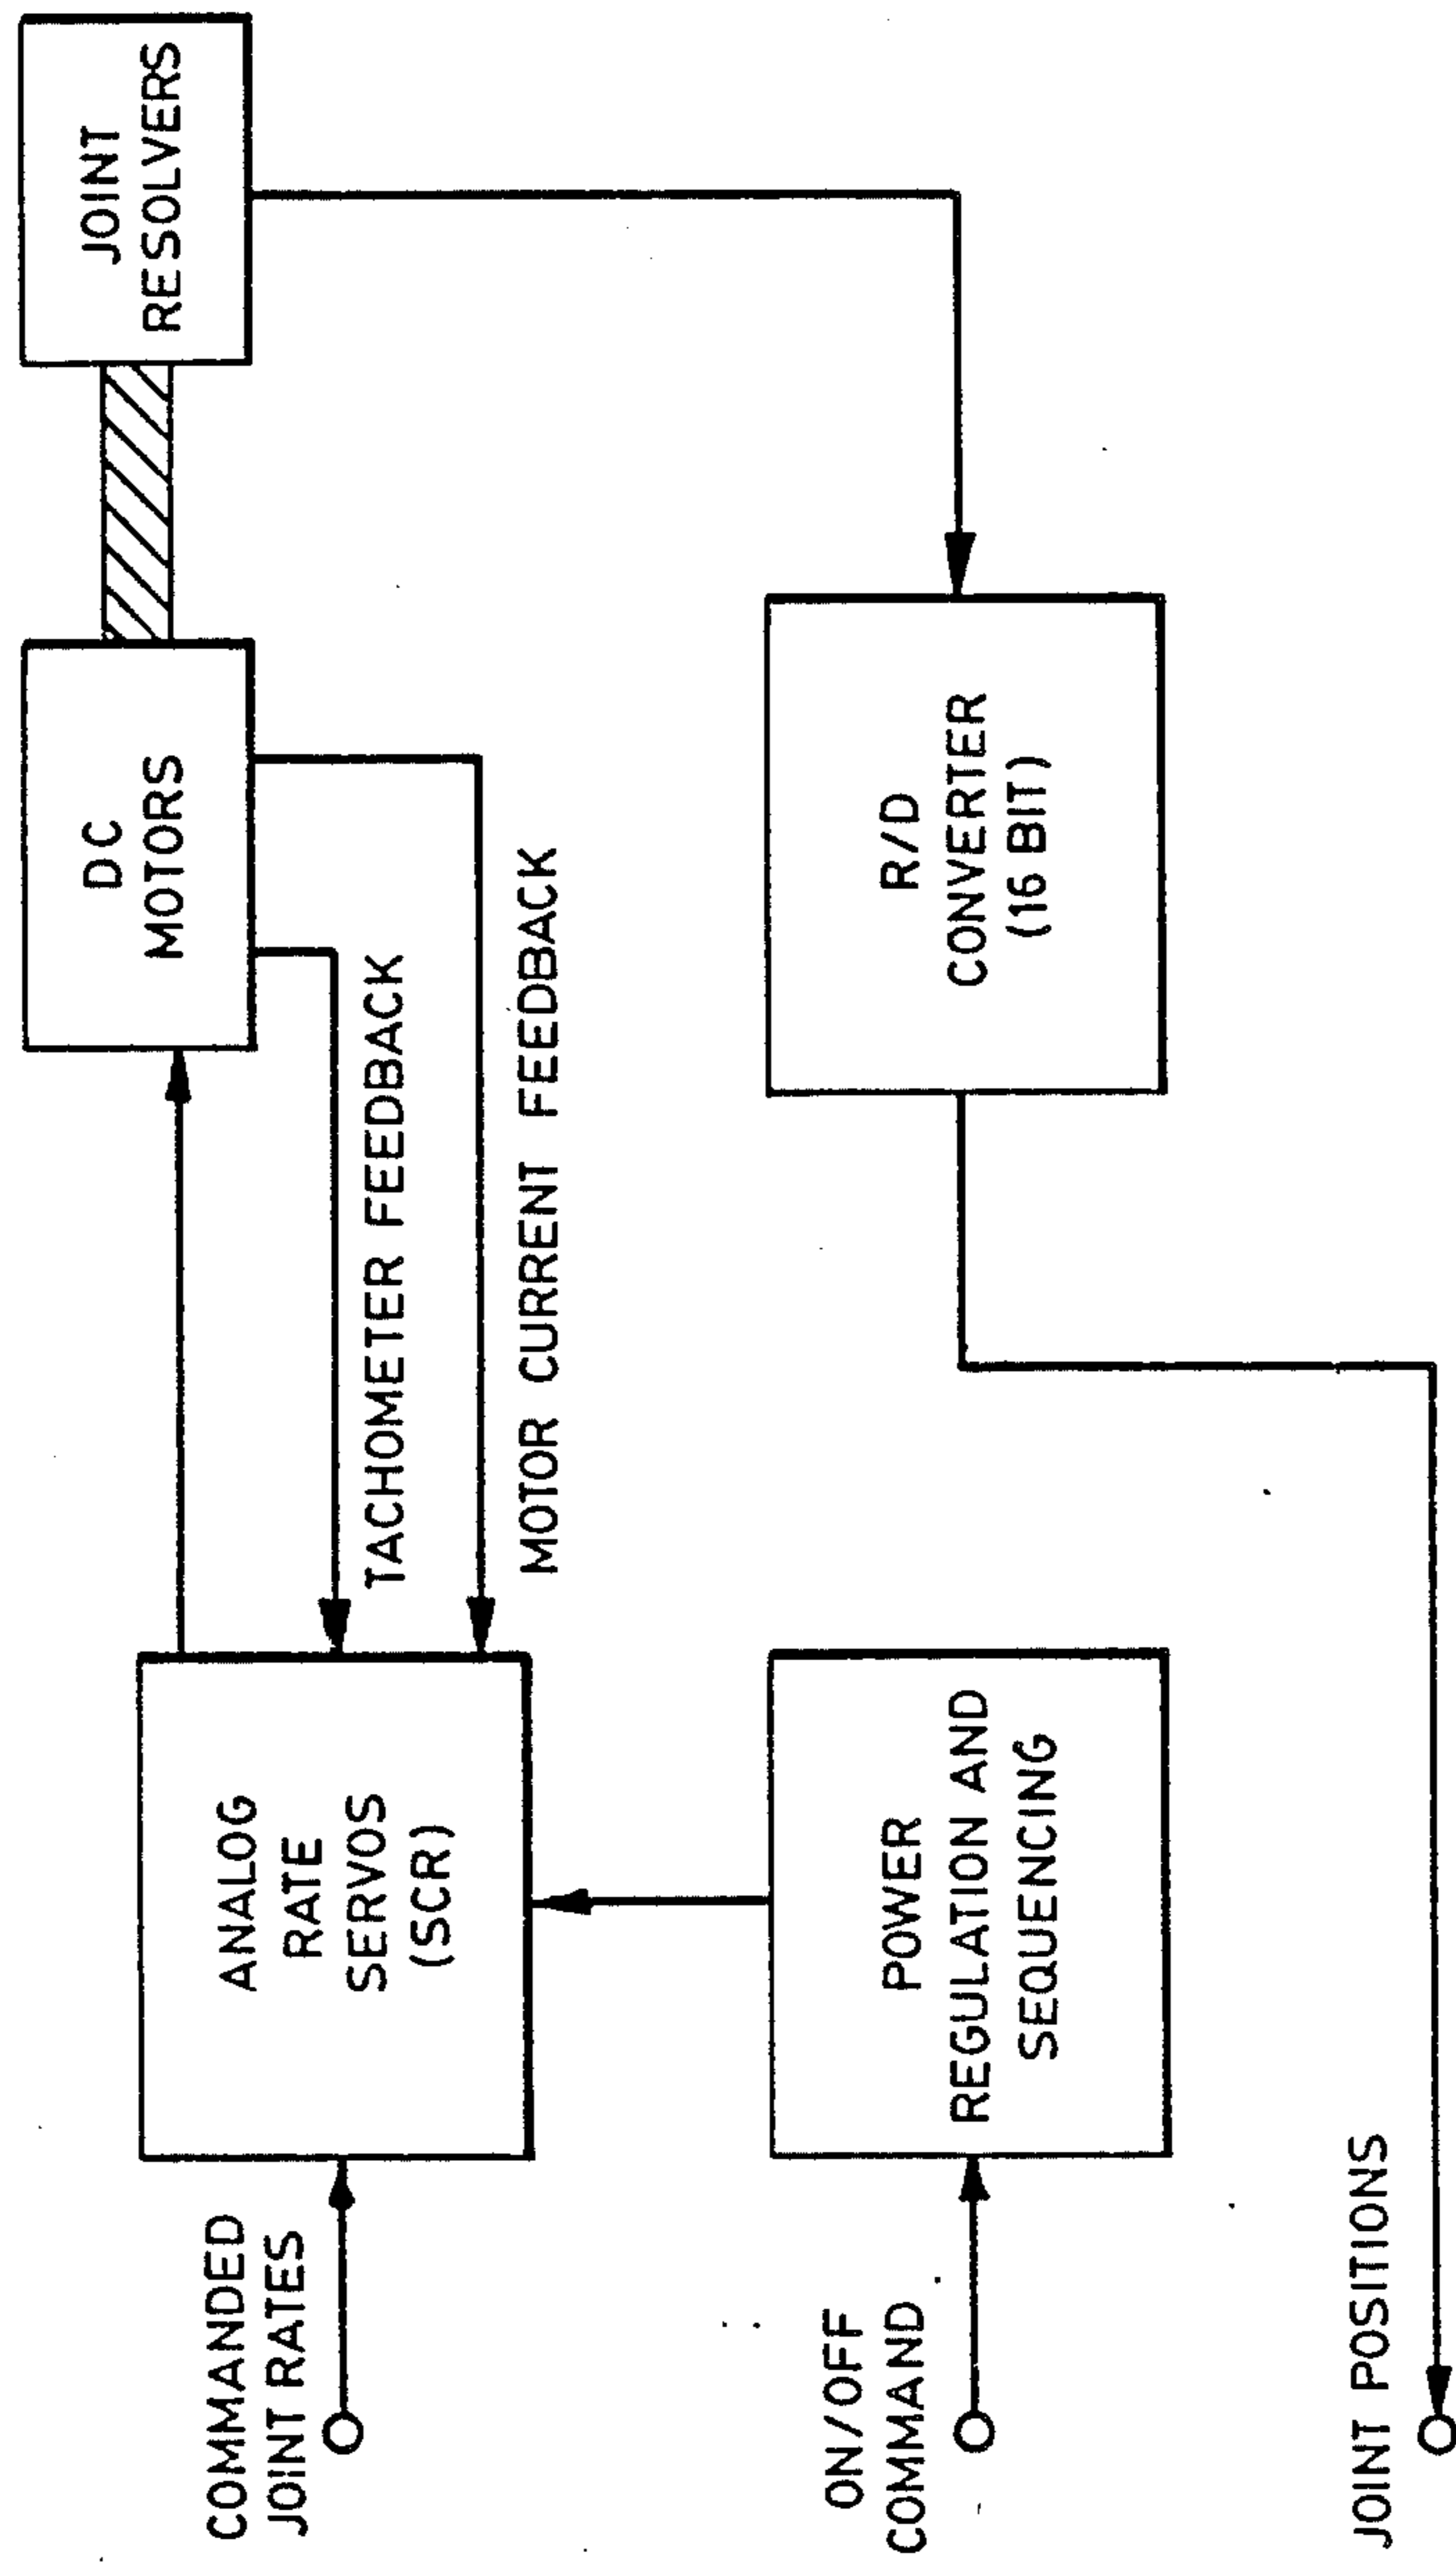 COMMANDED
JOINT RATES
ANALOG
RATE
SERVOS
(SCR)
DC
MOTORS
JOINT
RESOLVERS
TACHOMETER FEEDBACK
MOTOR CURRENT FEEDBACK
ON/OFF
COMMAND
POWER
REGULATION AND
SEQUENCING
R/D
CONVERTER
(16 BIT)
JOINT POSITIONS